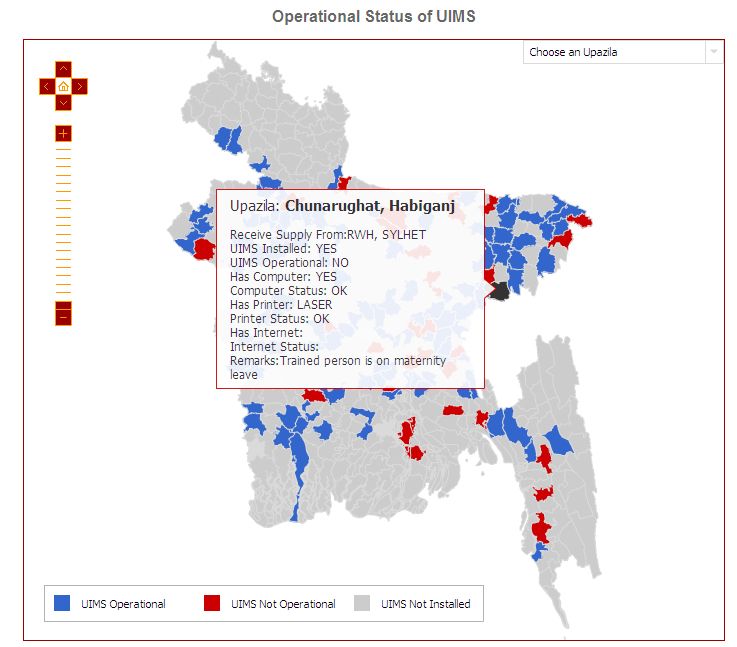 Operational Status of UIMS
Choose an Upazila
Upazila: Chunarughat, Habiganj
Receive Supply From:RWH, SYLHET
UIMS Installed: YES
UIMS Operational: NO
Has Computer: YES
Computer Status: OK
Has Printer: LASER
Printer Status: OK
Has Internet:
Internet Status:
Remarks:Trained person is on maternity
leave
UIMS Operational
UIMS Not Operational
UIMS Not Installed